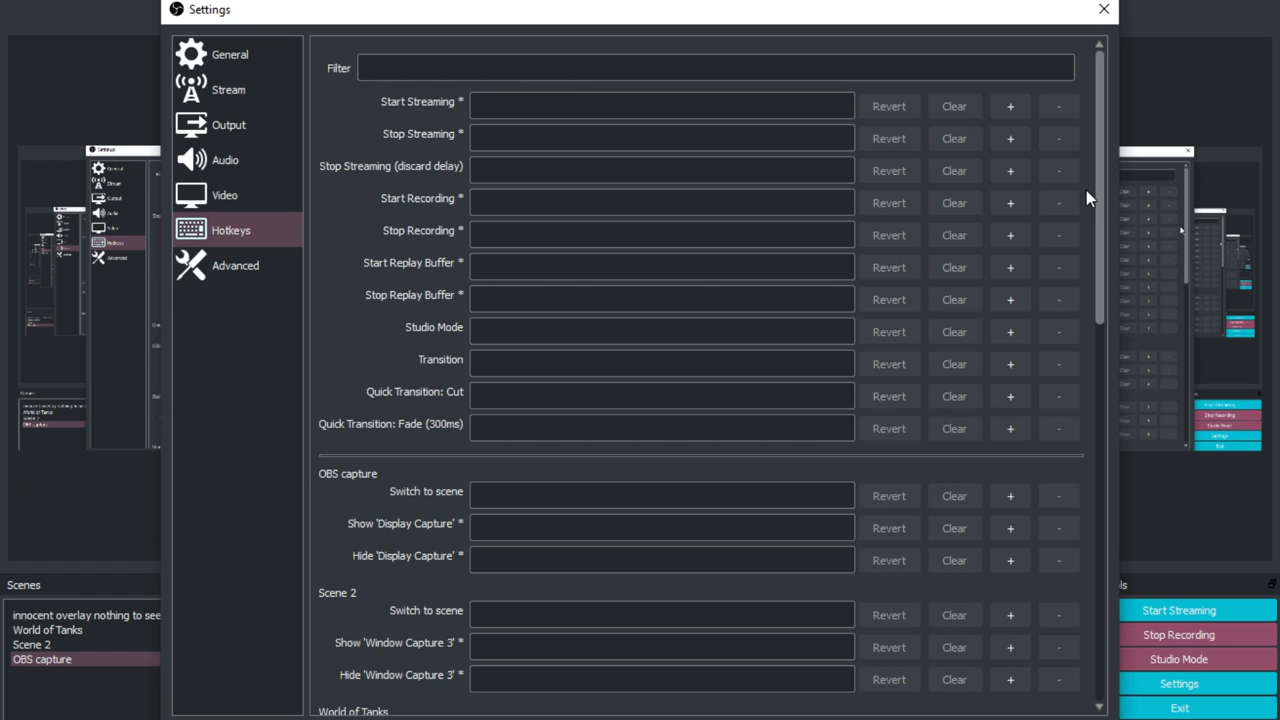 Settings
General
Stream
Output
Audio
Video
Hotkeys
Advanced
Filter
Start Streaming * Revert Clear + -
Stop Streaming * Revert Clear + -
Stop Streaming (discard delay) Revert Clear + -
Start Recording * Revert Clear + -
Stop Recording * Revert Clear + -
Start Replay Buffer * Revert Clear + -
Stop Replay Buffer * Revert Clear + -
Studio Mode Revert Clear + -
Transition Revert Clear + -
Quick Transition: Cut Revert Clear + -
Quick Transition: Fade (300ms) Revert Clear + -
OBS capture
Switch to scene Revert Clear + -
Show 'Display Capture' * Revert Clear + -
Hide 'Display Capture' * Revert Clear + -
Scene 2
Switch to scene Revert Clear + -
Show 'Window Capture 3' * Revert Clear + -
Hide 'Window Capture 3' * Revert Clear + -
World of Tanks
Scenes
innocent overlay nothing to see
World of Tanks
Scene 2
OBS capture
ls
Start Streaming
Stop Recording
Studio Mode
Settings
Exit